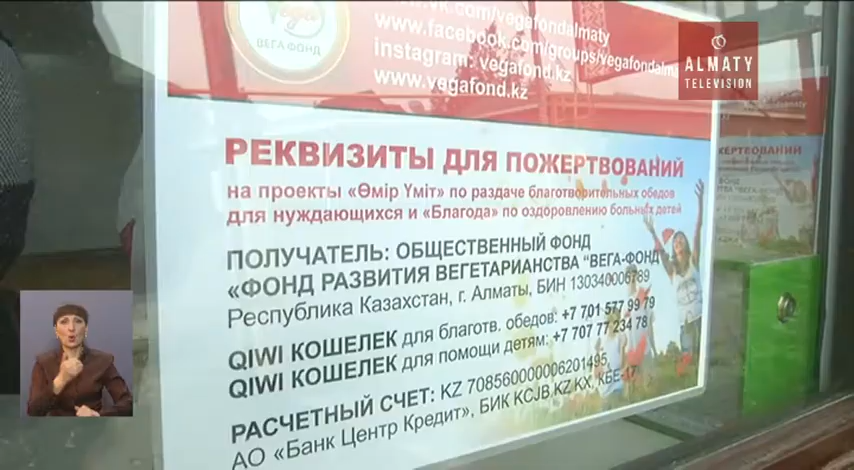 Vega
ВЕГА ФОНД
www.vk.com/vegafondalmaty
www.facebook.com/groups/vegafondalmaty
instagram: vegafond.kz
www.vegafond.kz
ALMATY
TELEVISION
РЕКВИЗИТЫ ДЛЯ ПОЖЕРТВОВАНИЙ
на проекты «Өмір Үміт» по раздаче благотворительных обедов
для нуждающихся и «Благода» по оздоровлению больных детей
ПОЛУЧАТЕЛЬ: ОБЩЕСТВЕННЫЙ ФОНД
«ФОНД РАЗВИТИЯ ВЕГЕТАРИАНСТВА "ВЕГА-ФОНД"
Республика Казахстан, г. Алматы, БИН 130340006789
QIWI КОШЕЛЕК для благотв. обедов: +7 701 577 99 79
QIWI КОШЕЛЕК для помощи детям: +7 707 77 234 78
РАСЧЕТНЫЙ СЧЕТ: KZ 708560000006201495,
АО «Банк Центр Кредит», БИК KCJB KZ KX, КБЕ-17